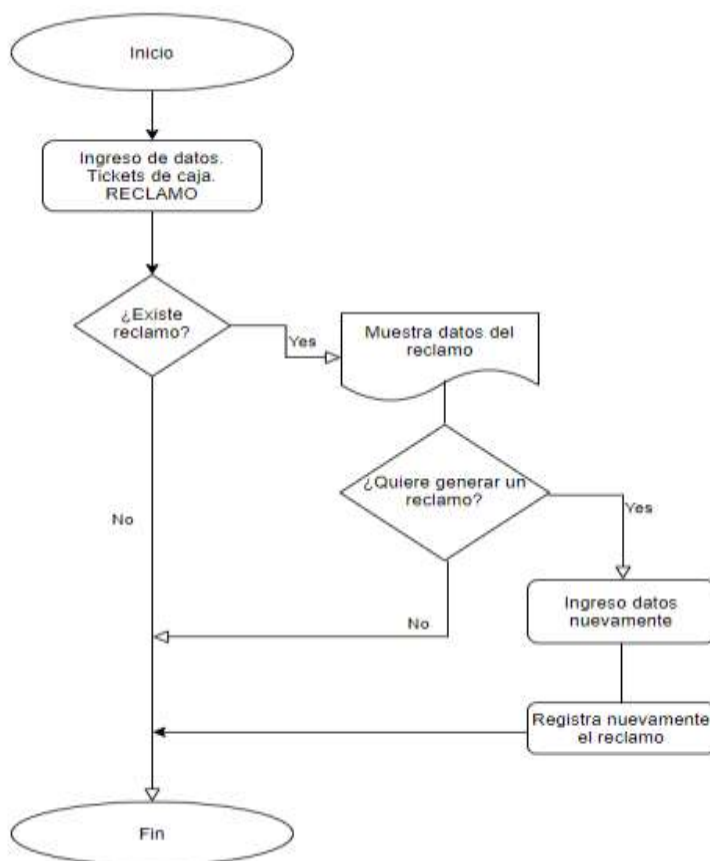 Inicio
Ingreso de datos.
Tickets de caja.
RECLAMO
¿Existe
reclamo?
Yes
Muestra datos del
reclamo
¿Quiere generar un
reclamo?
Yes
No
No
Ingreso datos
nuevamente
Registra nuevamente
el reclamo
Fin